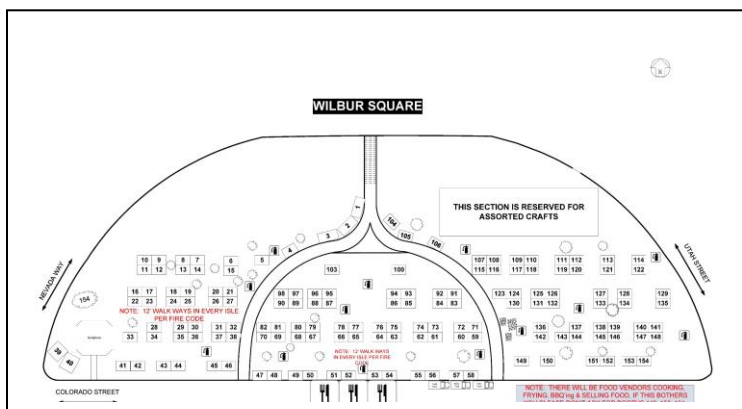 WILBUR SQUARE
THIS SECTION IS RESERVED FOR
ASSORTED CRAFTS
NEVADA WAY
UTAH STREET
1
2
3
4
5
104
105
106
10 9 8 7 6
11 12 13 14 15
107 108 109 110 111 112 113 114
115 116 117 118 119 120 121 122
103 100
16 17 18 19 20 21
22 23 24 25 26 27
98 97 96 95 94 93 92 91
90 89 88 87 86 85 84 83
123 124 125 126 127 128 129
130 131 132 133 134 135
154
NOTE: 12' WALK WAYS IN EVERY ISLE
PER FIRE CODE
28 29 30 31 32
33 34 35 36 37 38
82 81 80 79 78 77 76 75 74 73 72 71
70 69 68 67 66 65 64 63 62 61 60 59
136 137 138 139 140 141
142 143 144 145 146 147 148
39
40
NOTE: 12' WALK WAYS
IN EVERY ISLE PER FIRE
CODE
41 42 43 44 45 46
47 48 49 50 51 52 53 54 55 56 57 58
149 150 151 152 153 154
COLORADO STREET
NOTE: THERE WILL BE FOOD VENDORS COOKING,
FRYING, BBQ'ing & SELLING FOOD, IF THIS BOTHERS